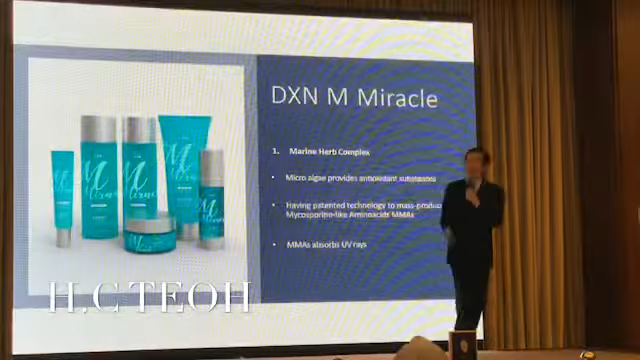 DXN M Miracle
1. Marine Herb Complex
• Micro algae provides antioxidant substances
• Having patented technology to mass-produc
Mycosporine-like Aminoacids MMAs
• MMAs absorbs UV rays
M
H.C TEOH